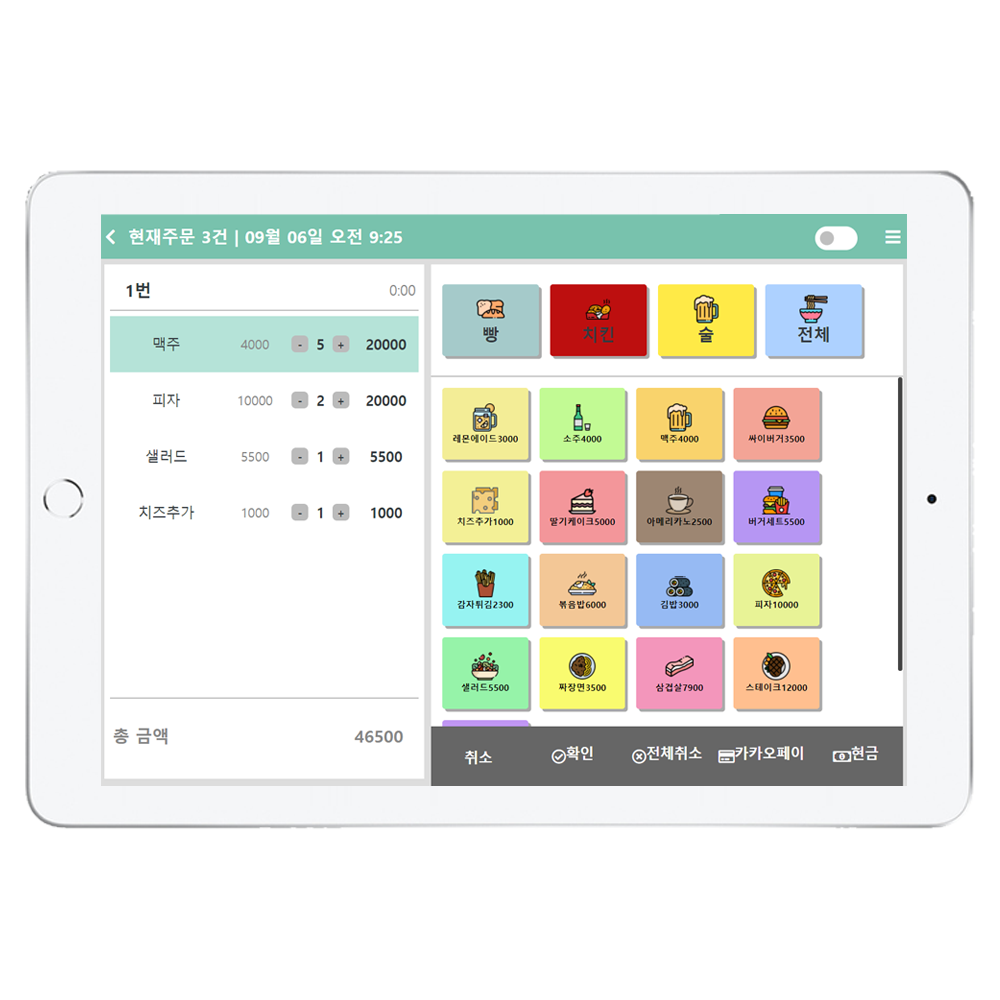 현재주문 3건 | 09월 06일 오전 9:25
1번 0:00
맥주 4000 - 5 + 20000
피자 10000 - 2 + 20000
샐러드 5500 - 1 + 5500
치즈추가 1000 - 1 + 1000
총 금액 46500
빵 치킨 술 전체
레몬에이드3000 소주4000 맥주4000 싸이버거3500
치즈추가1000 딸기케이크5000 아메리카노2500 버거세트5500
감자튀김2300 볶음밥6000 김밥3000 피자10000
샐러드5500 짜장면3500 삼겹살7900 스테이크12000
취소 확인 전체취소 카카오페이 현금